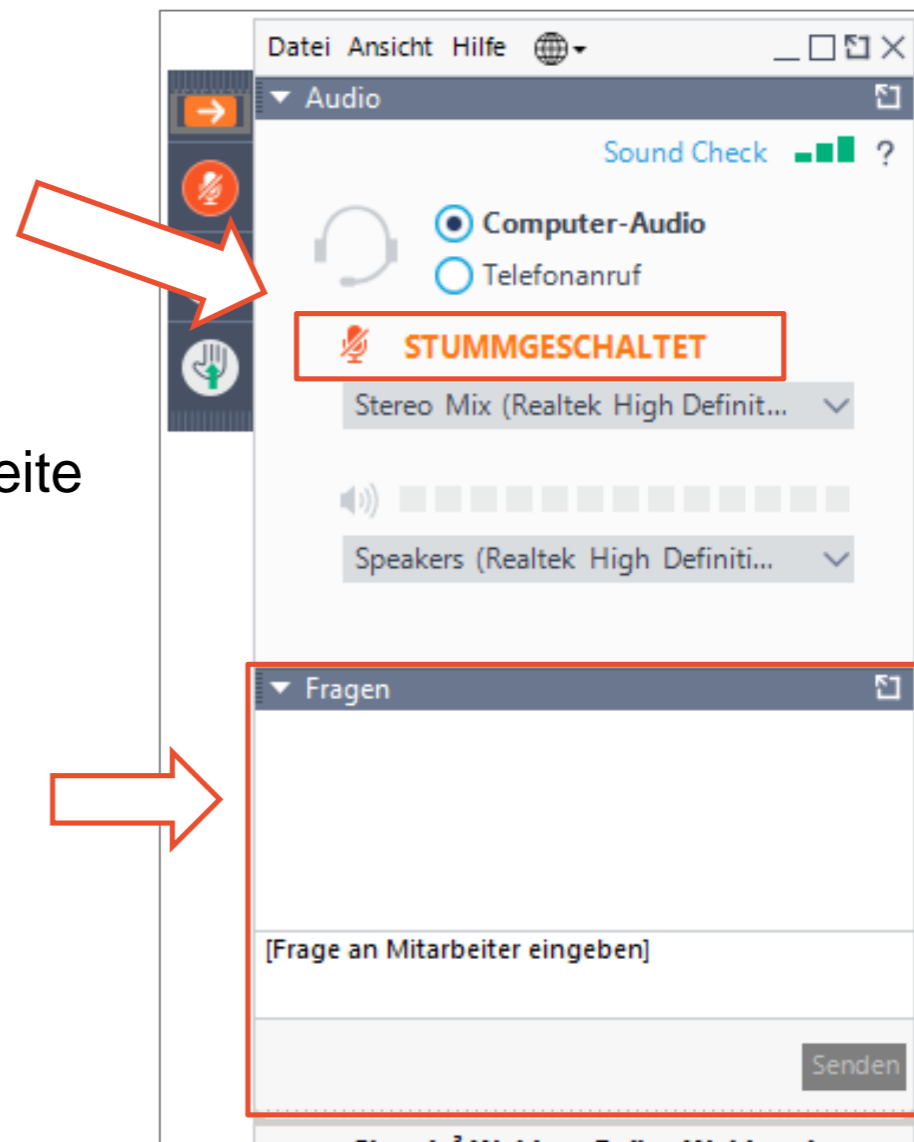 Datei Ansicht Hilfe
Audio
Sound Check ?
Computer-Audio
Telefonanruf
STUMMGESCHALTET
Stereo Mix (Realtek High Definit...
eite
Speakers (Realtek High Definiti...
Fragen
[Frage an Mitarbeiter eingeben]
Senden